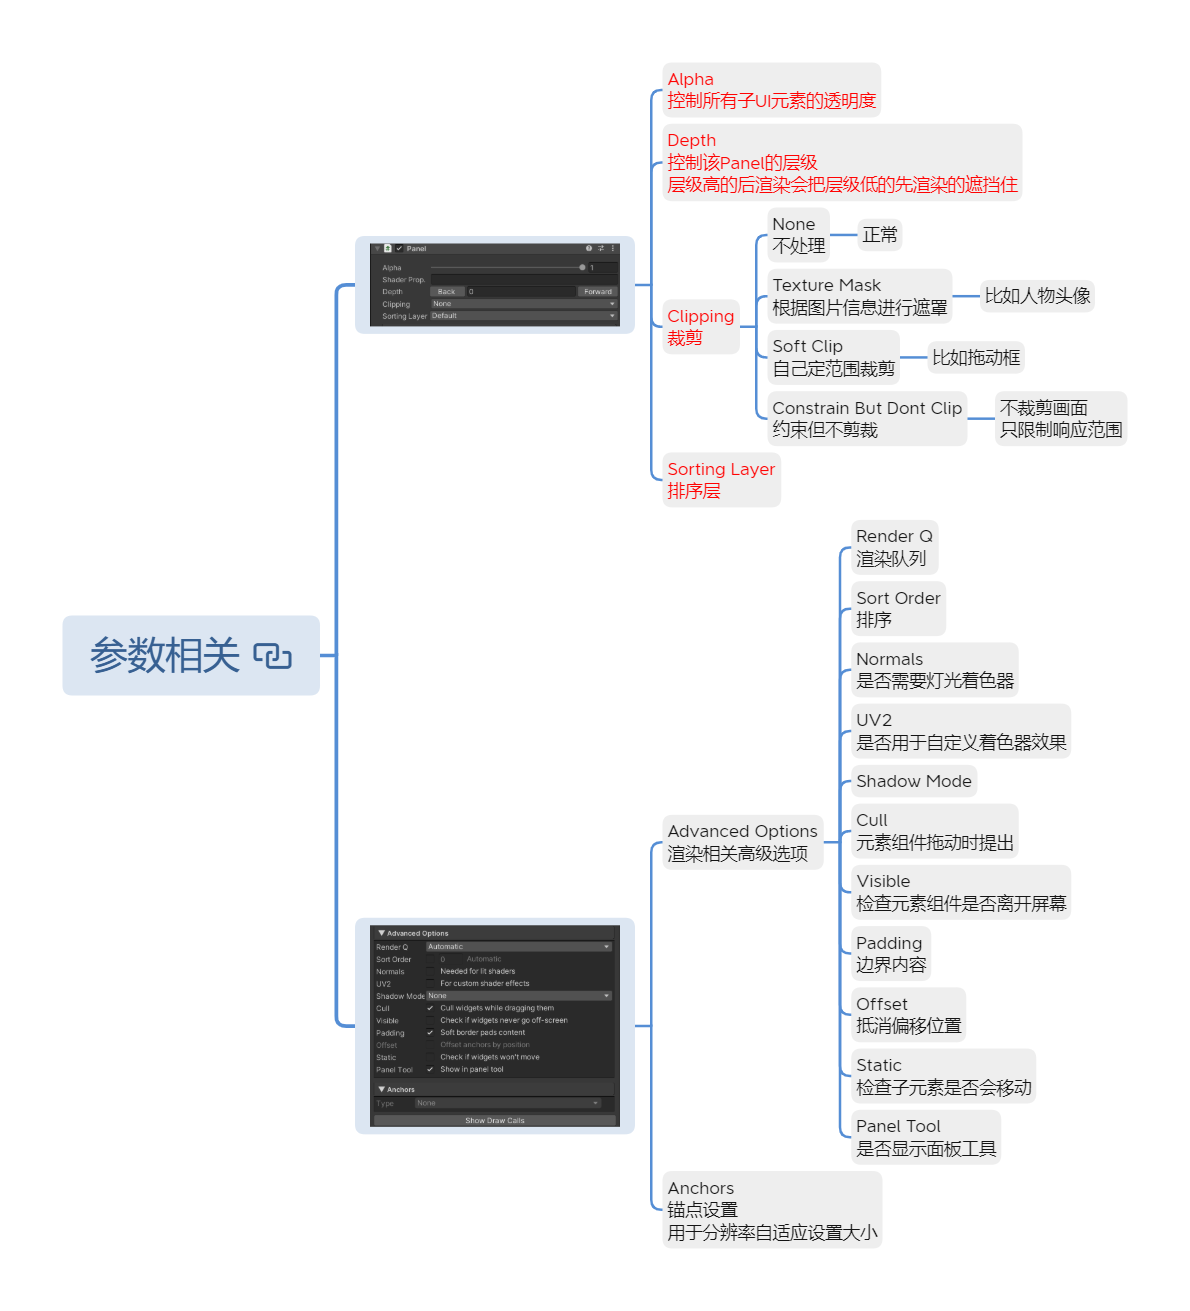 参数相关
Panel
Alpha
1
Shader Prop.
Depth
Back
0
Forward
Clipping
None
Sorting Layer
Default
Alpha
控制所有子UI元素的透明度
Depth
控制该Panel的层级
层级高的后渲染会把层级低的先渲染的遮挡住
Clipping
裁剪
None
不处理
正常
Texture Mask
根据图片信息进行遮罩
比如人物头像
Soft Clip
自己定范围裁剪
比如拖动框
Constrain But Dont Clip
约束但不剪裁
不裁剪画面
只限制响应范围
Sorting Layer
排序层
Advanced Options
Render Q
Automatic
Sort Order
0
Automatic
Normals
Needed for lit shaders
UV2
For custom shader effects
Shadow Mode
None
Cull
Cull widgets while dragging them
Visible
Check if widgets never go off-screen
Padding
Soft border pads content
Offset
Offset anchors by position
Static
Check if widgets won't move
Panel Tool
Show in panel tool
Anchors
Type
None
Show Draw Calls
Advanced Options
渲染相关高级选项
Render Q
渲染队列
Sort Order
排序
Normals
是否需要灯光着色器
UV2
是否用于自定义着色器效果
Shadow Mode
Cull
元素组件拖动时提出
Visible
检查元素组件是否离开屏幕
Padding
边界内容
Offset
抵消偏移位置
Static
检查子元素是否会移动
Panel Tool
是否显示面板工具
Anchors
锚点设置
用于分辨率自适应设置大小